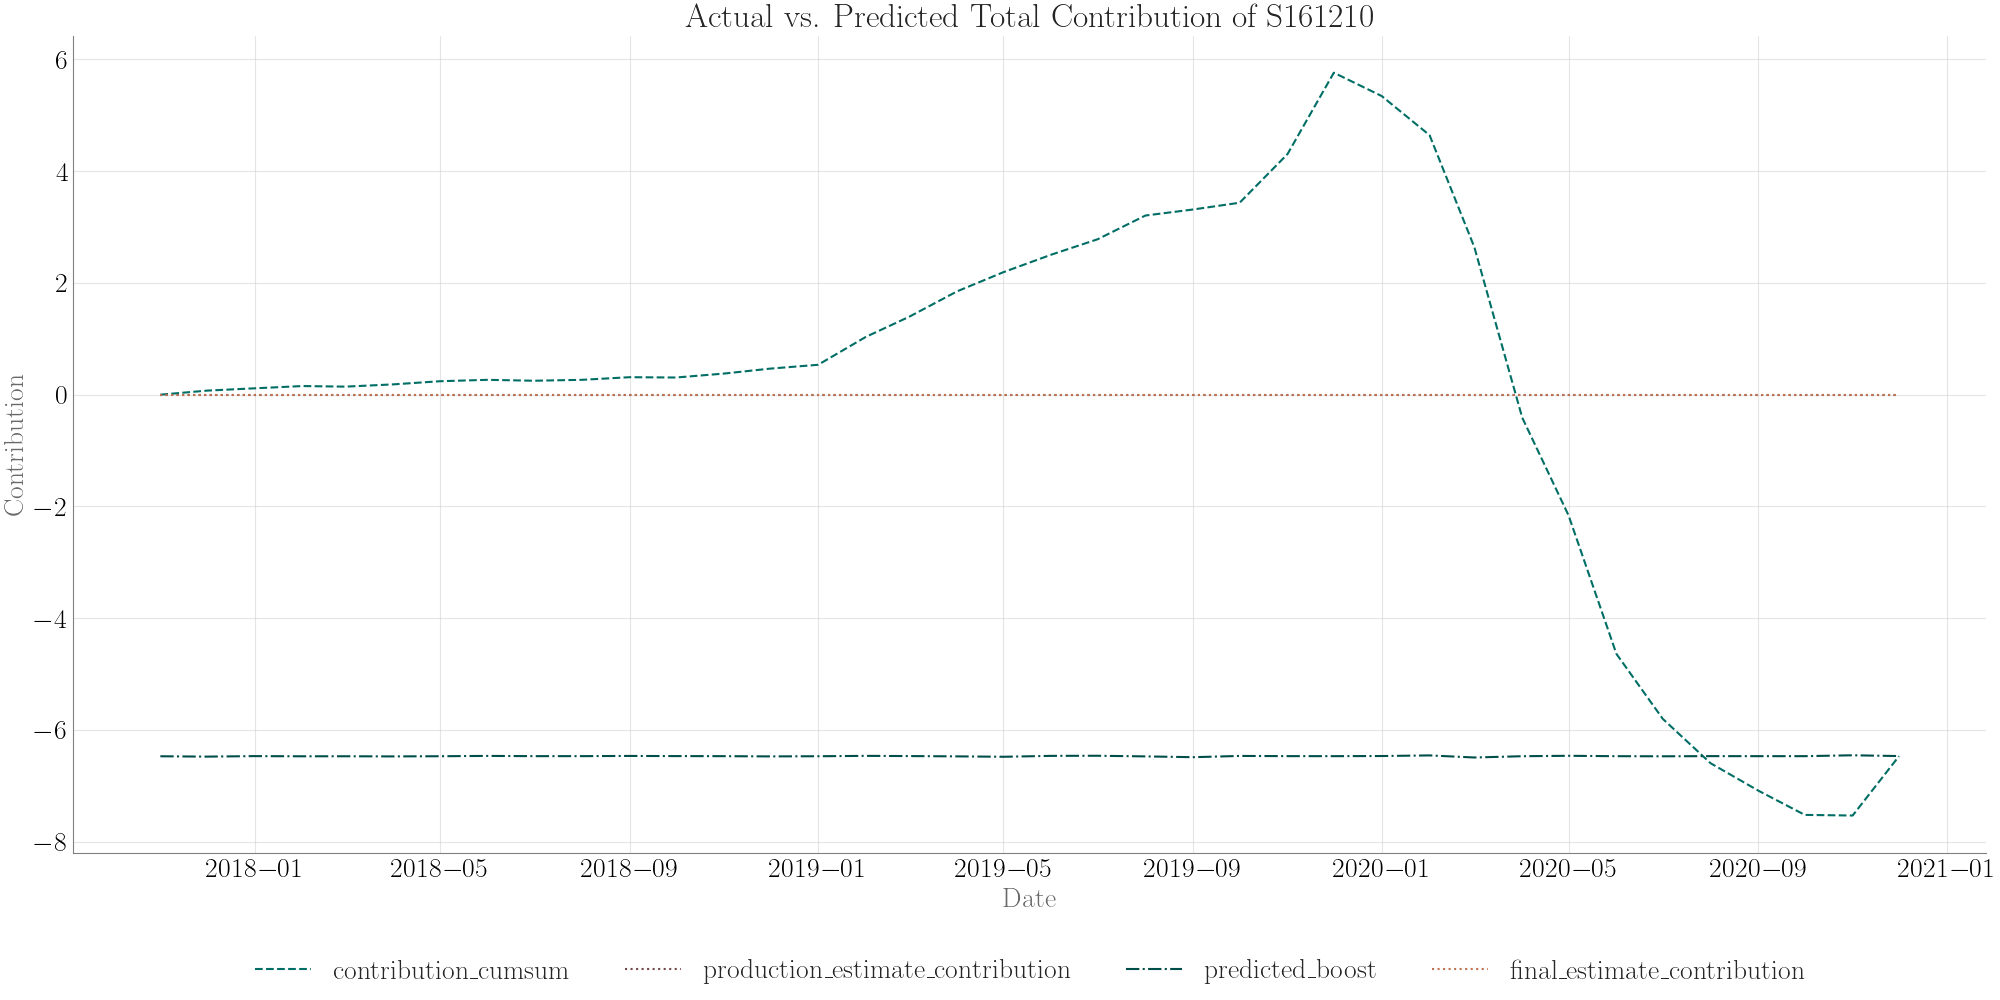 Actual vs. Predicted Total Contribution of S161210
6
4
2
0
−2
−4
−6
−8
Contribution
2018−01 2018−05 2018−09 2019−01 2019−05 2019−09 2020−01 2020−05 2020−09 2021−01
Date
contribution_cumsum production_estimate_contribution predicted_boost final_estimate_contribution